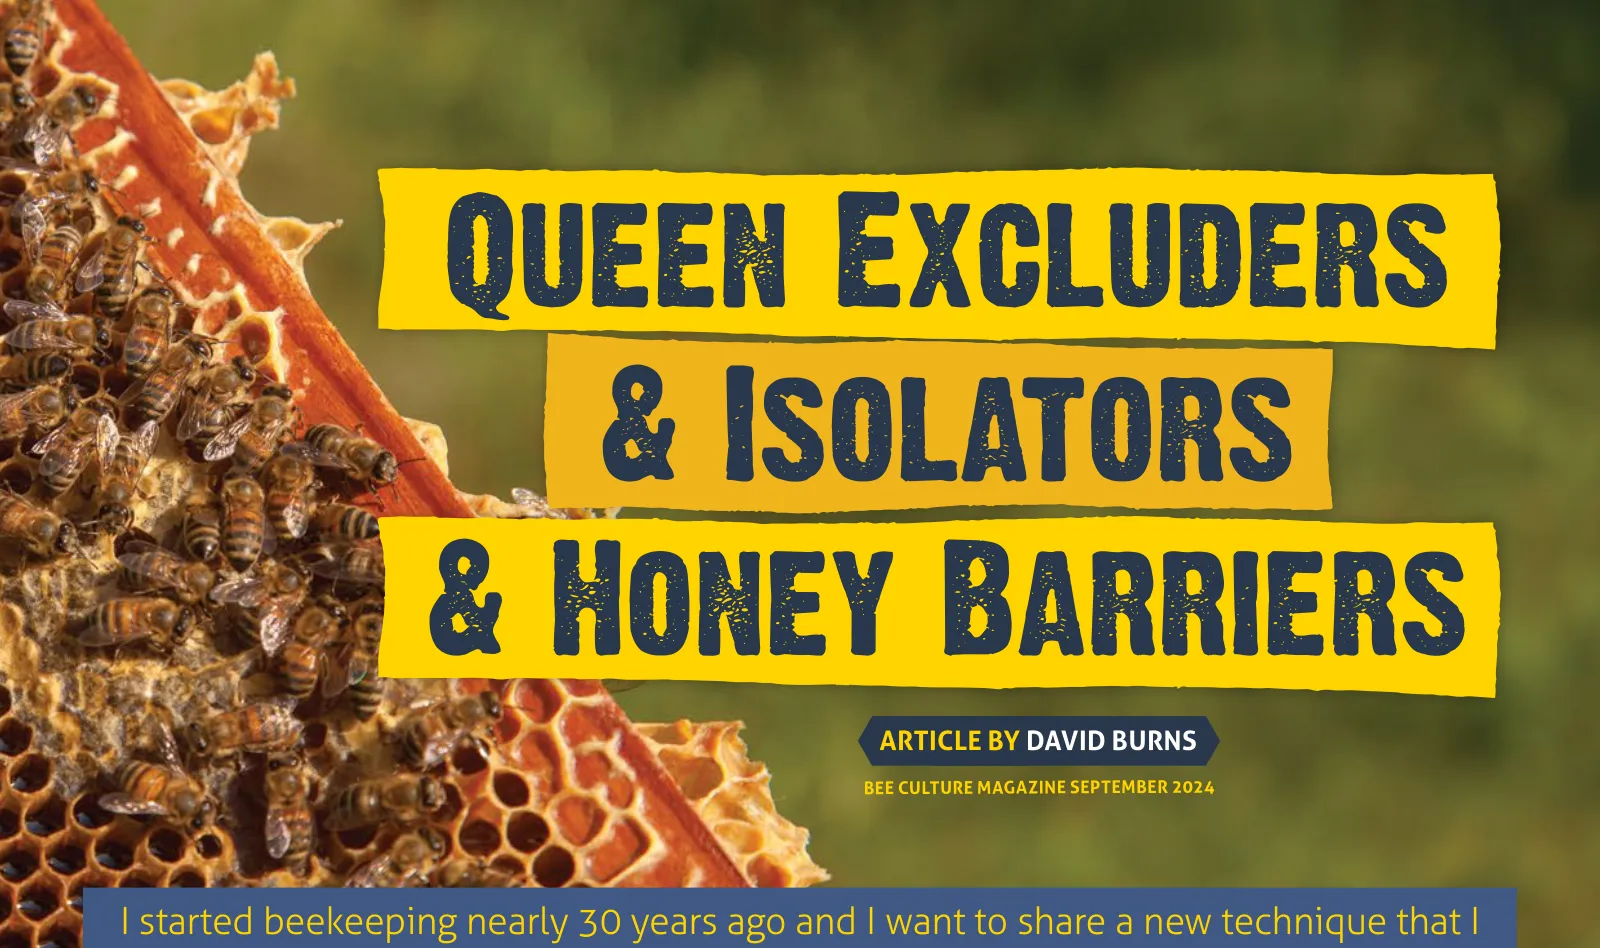 Queen Excluders
& Isolators
& Honey Barriers
ARTICLE BY DAVID BURNS
BEE CULTURE MAGAZINE SEPTEMBER 2024
I started beekeeping nearly 30 years ago and I want to share a new technique that I